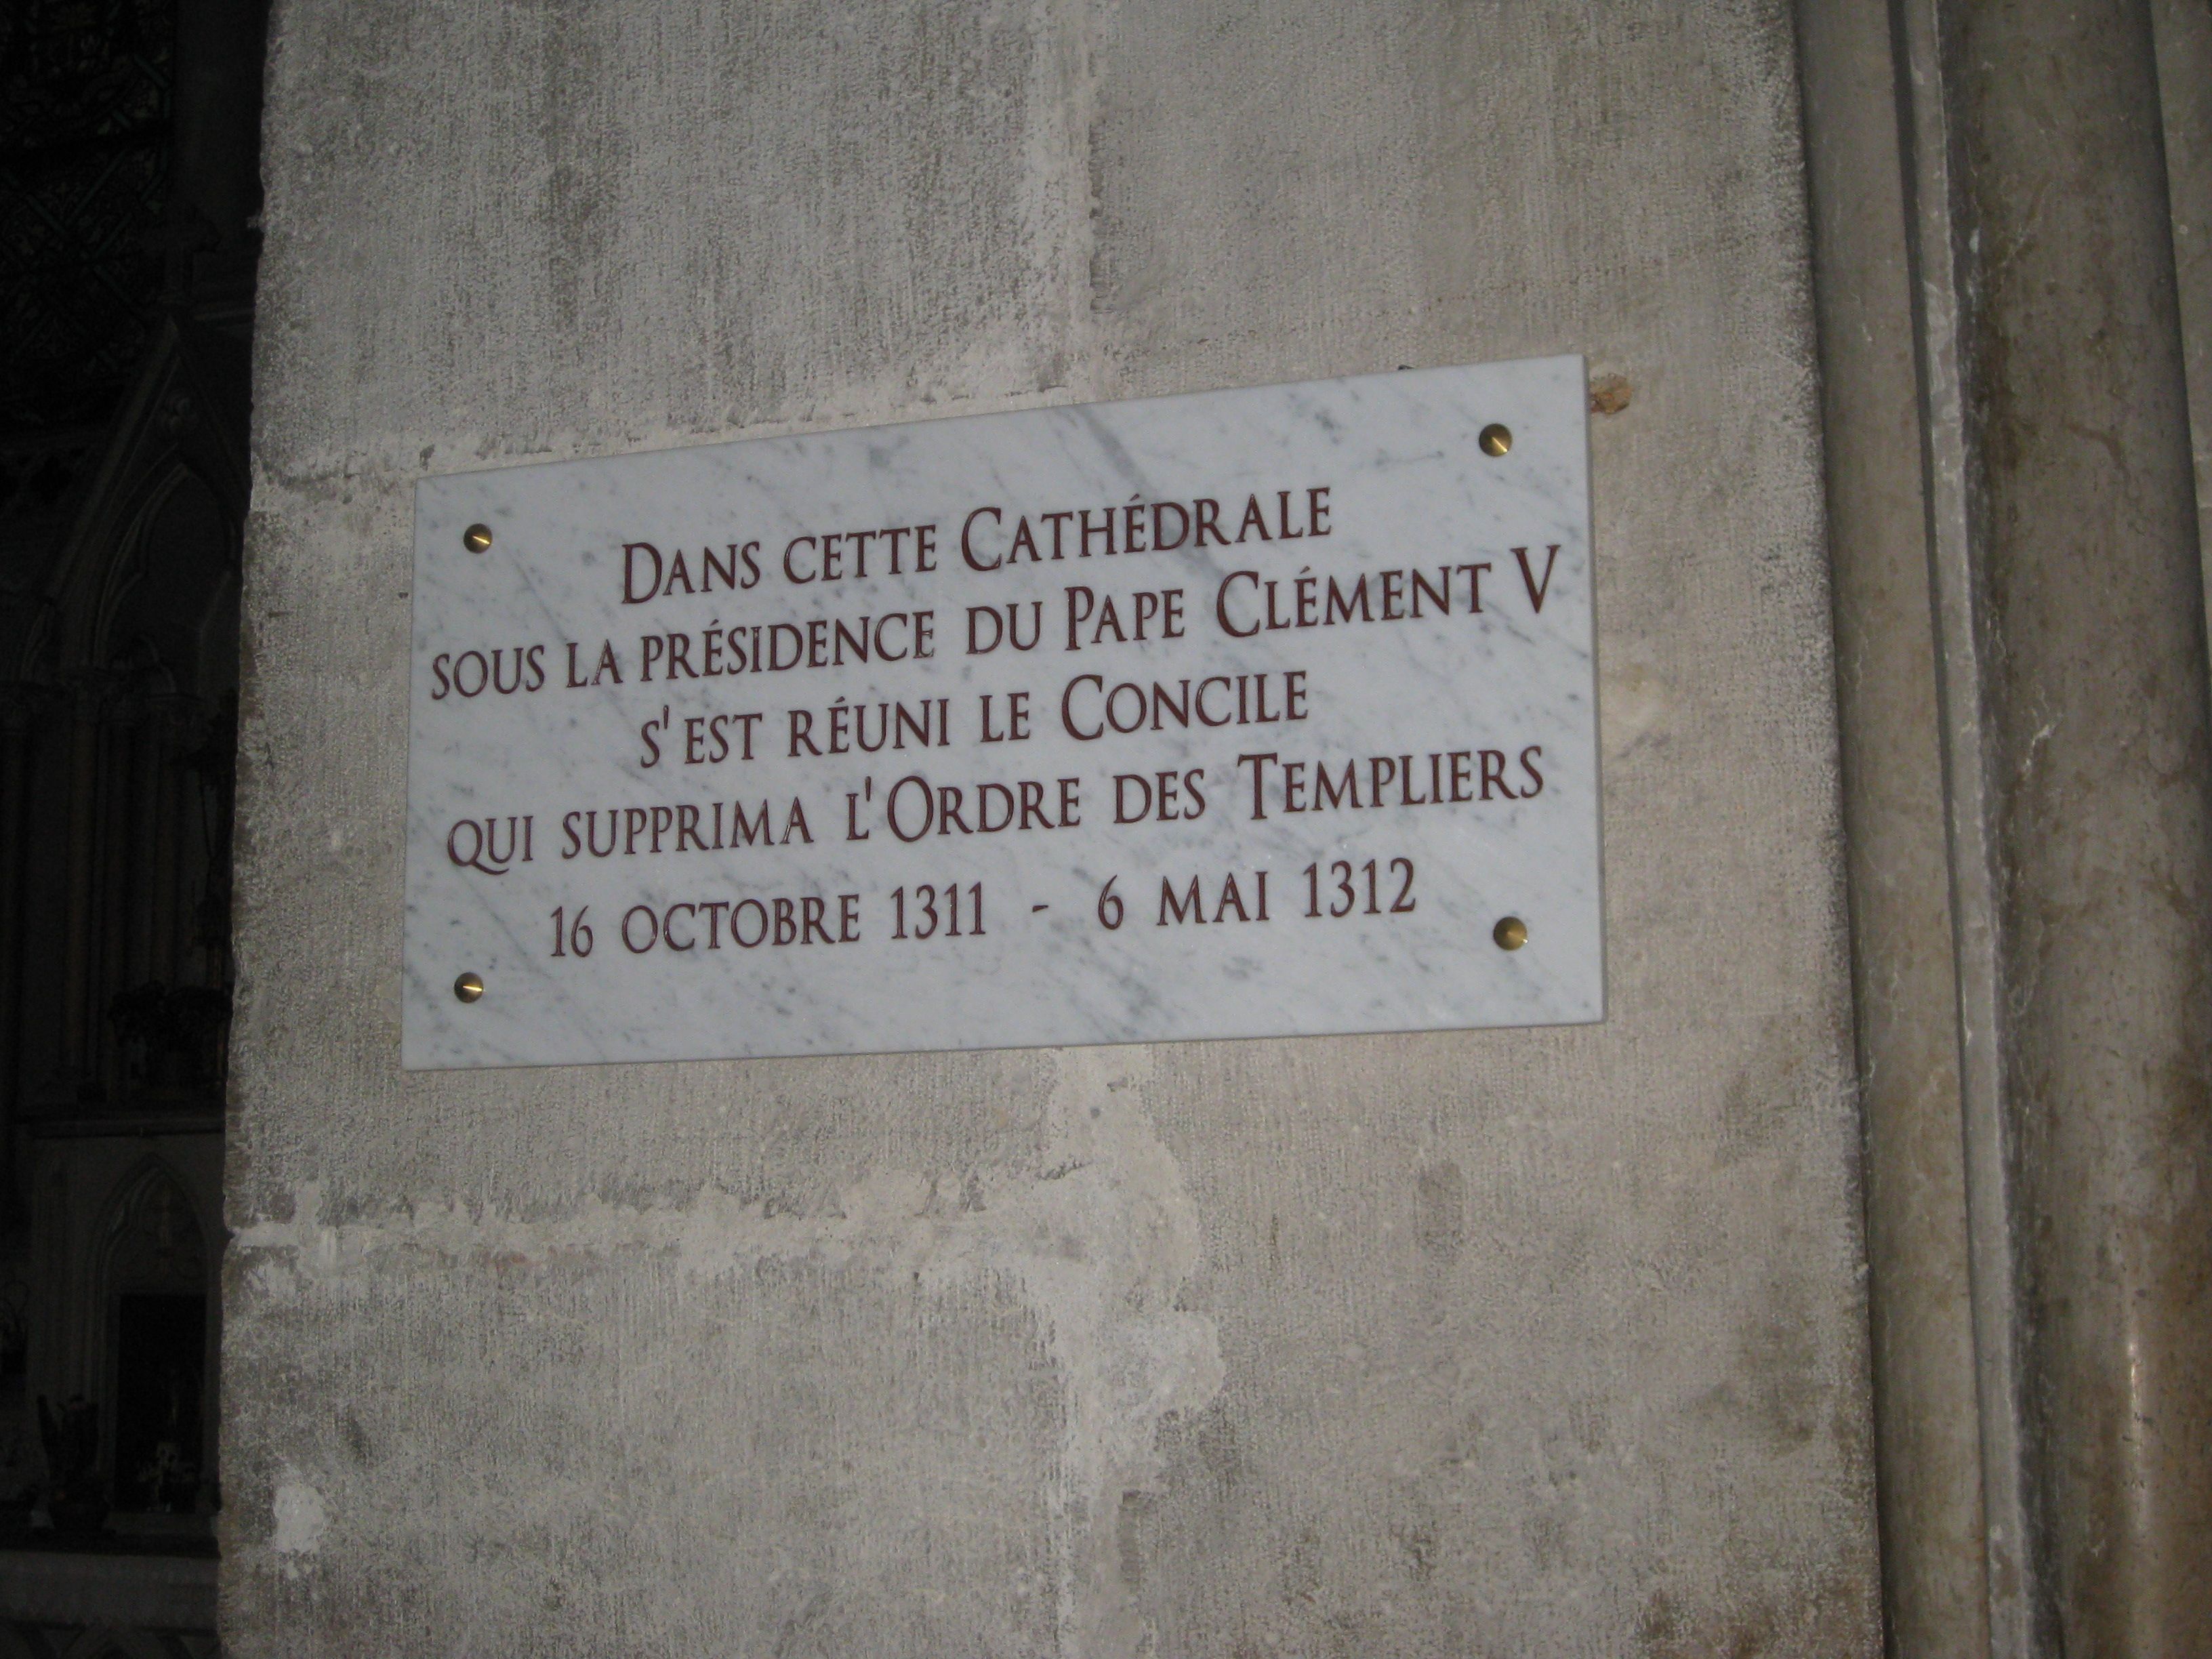 Dans cette Cathédrale
sous la présidence du Pape Clément V
s'est réuni le Concile
qui supprima l'Ordre des Templiers
16 octobre 1311 - 6 mai 1312